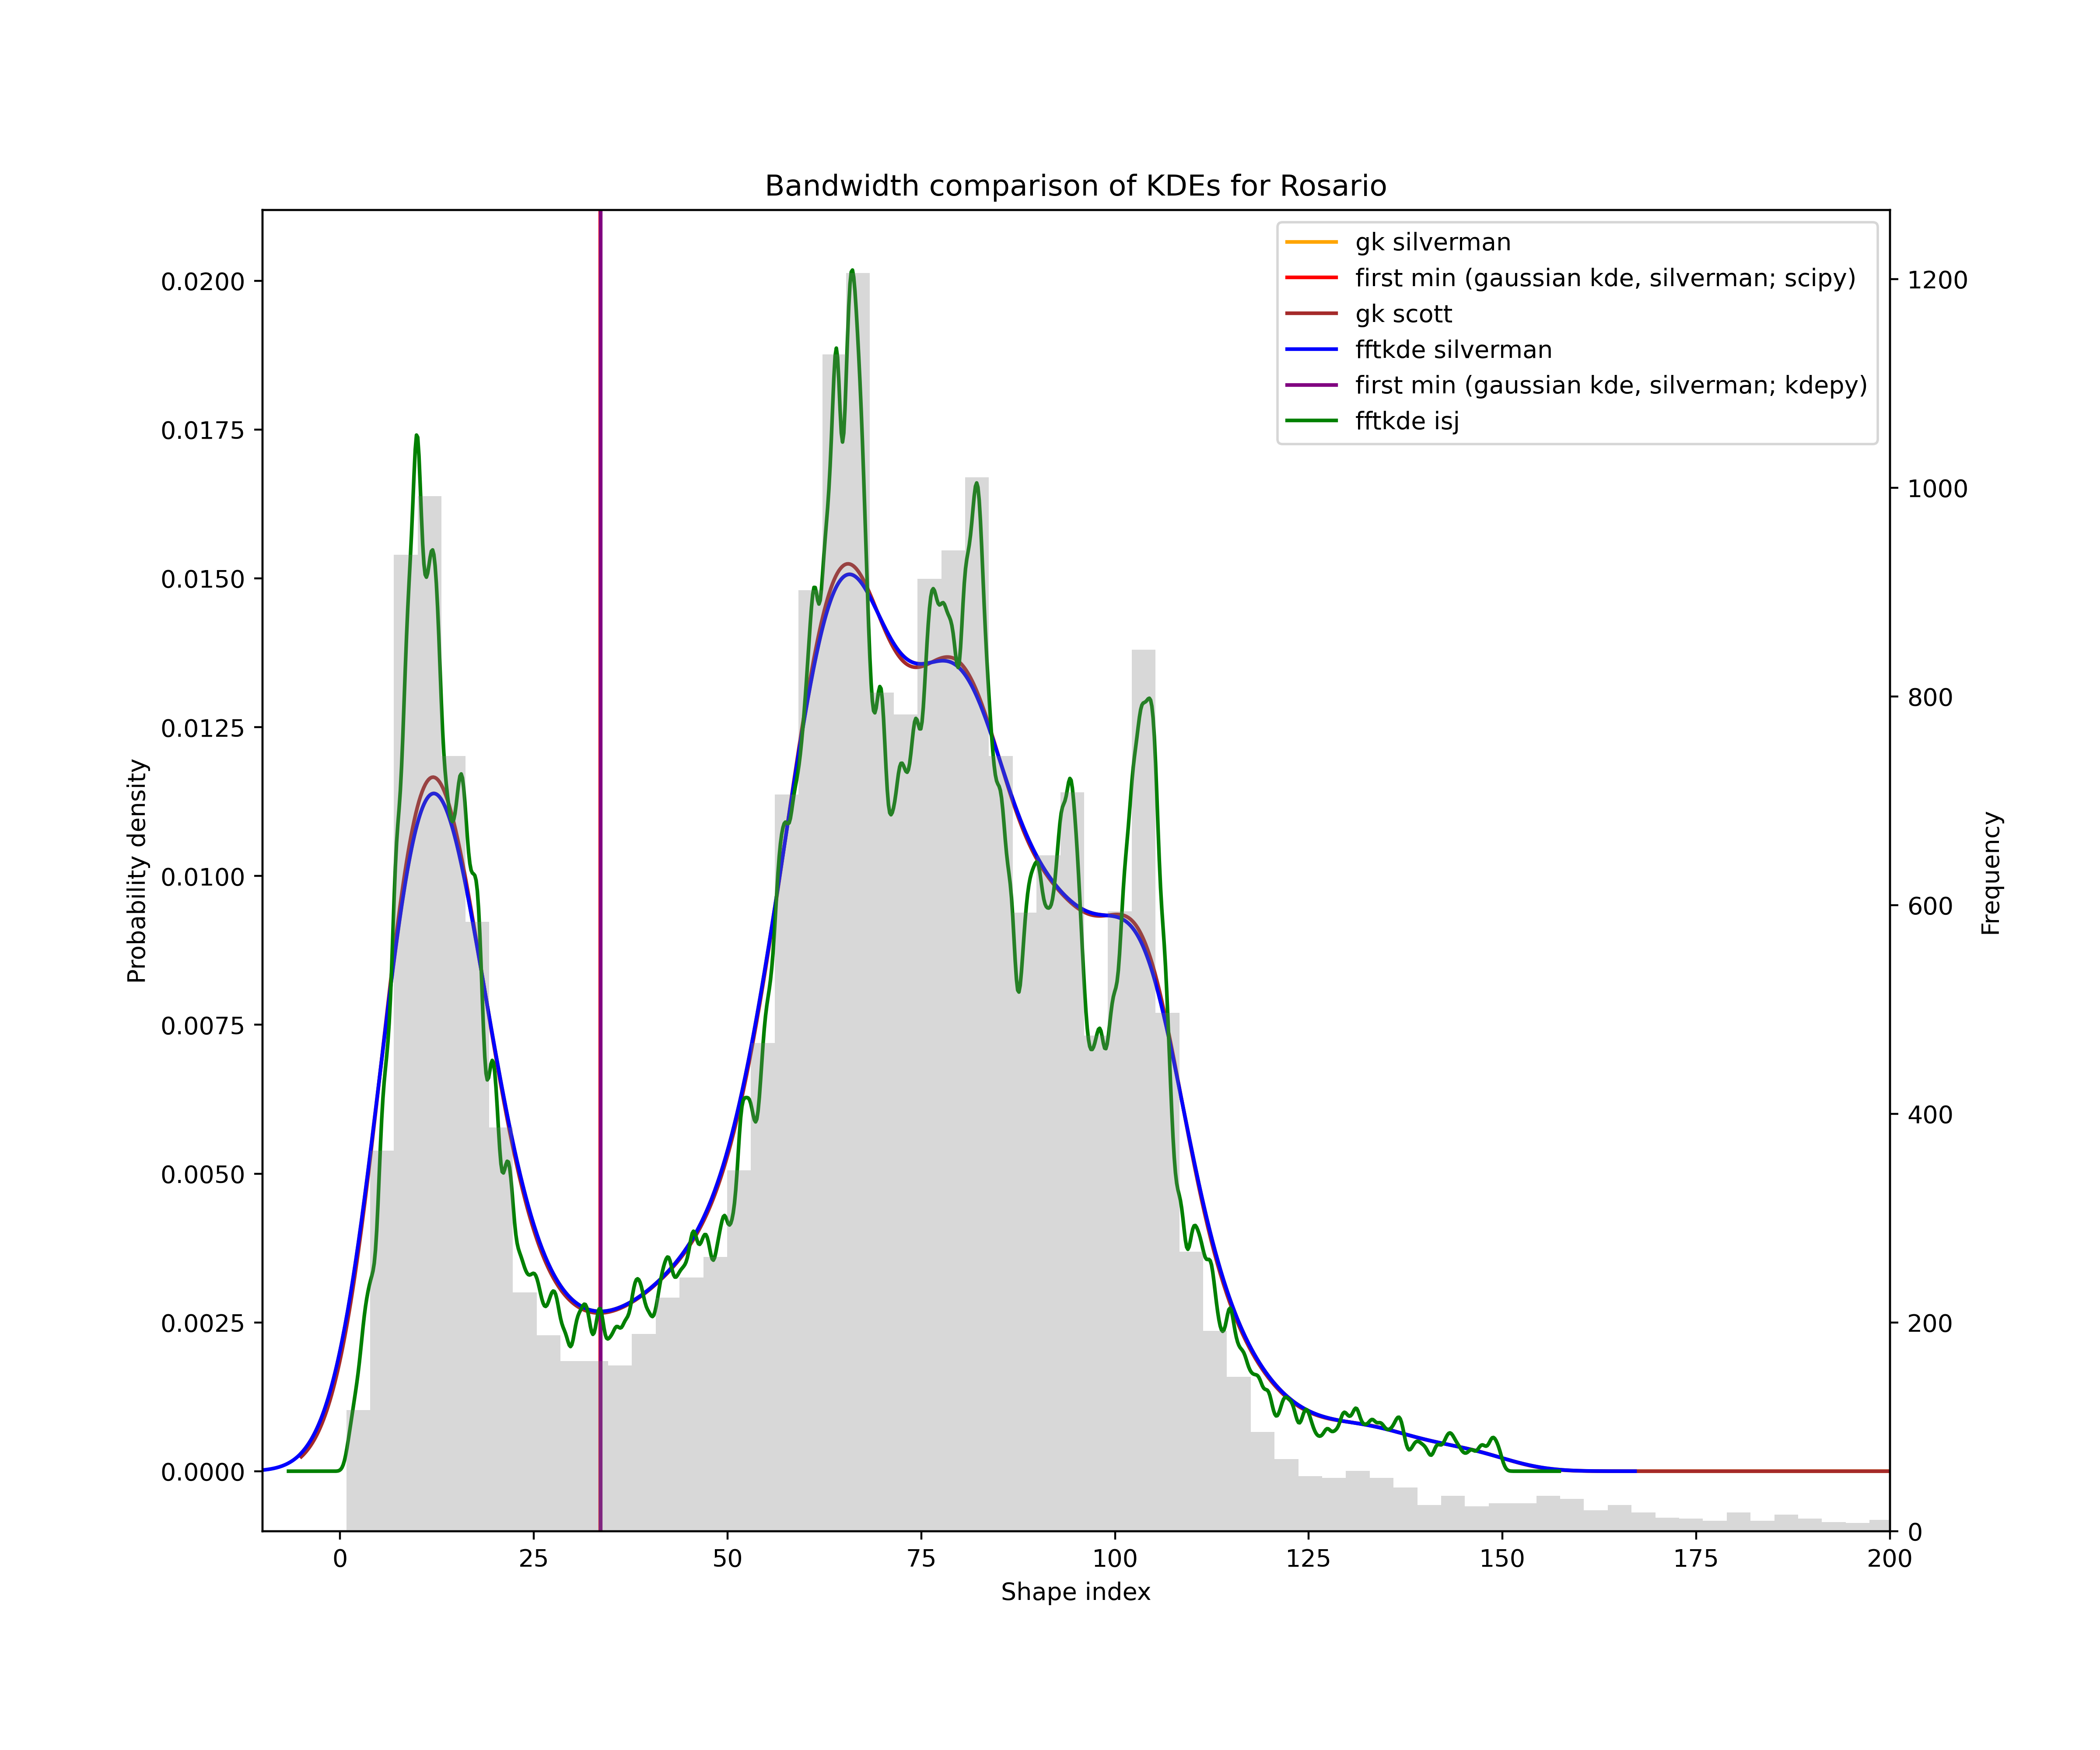 Bandwidth comparison of KDEs for Rosario
gk silverman
first min (gaussian kde, silverman; scipy)
gk scott
fftkde silverman
first min (gaussian kde, silverman; kdepy)
fftkde isj
0.0200
0.0175
0.0150
0.0125
0.0100
0.0075
0.0050
0.0025
0.0000
Probability density
1200
1000
800
600
400
200
0
Frequency
0 25 50 75 100 125 150 175 200
Shape index